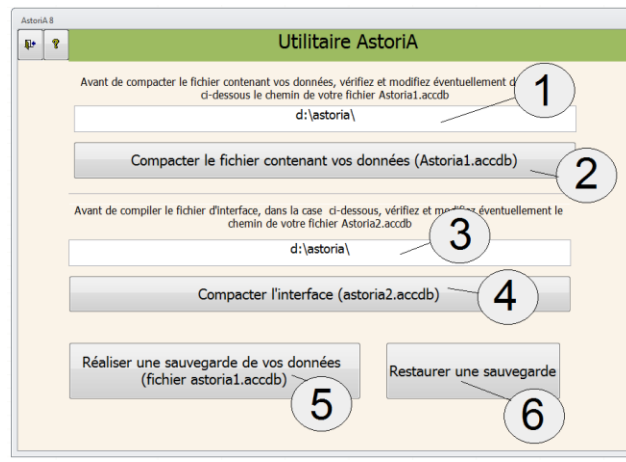 AstoriA 8
?
Utilitaire AstoriA
Avant de compacter le fichier contenant vos données, vérifiez et modifiez éventuellement
ci-dessous le chemin de votre fichier Astoria1.accdb
1
d:\astoria\
Compacter le fichier contenant vos données (Astoria1.accdb)
2
Avant de compiler le fichier d'interface, dans la case ci-dessous, vérifiez et modifiez éventuellement le
chemin de votre fichier Astoria2.accdb
3
d:\astoria\
Compacter l'interface (astoria2.accdb)
4
Réaliser une sauvegarde de vos données
(fichier astoria1.accdb)
5
Restaurer une sauvegarde
6